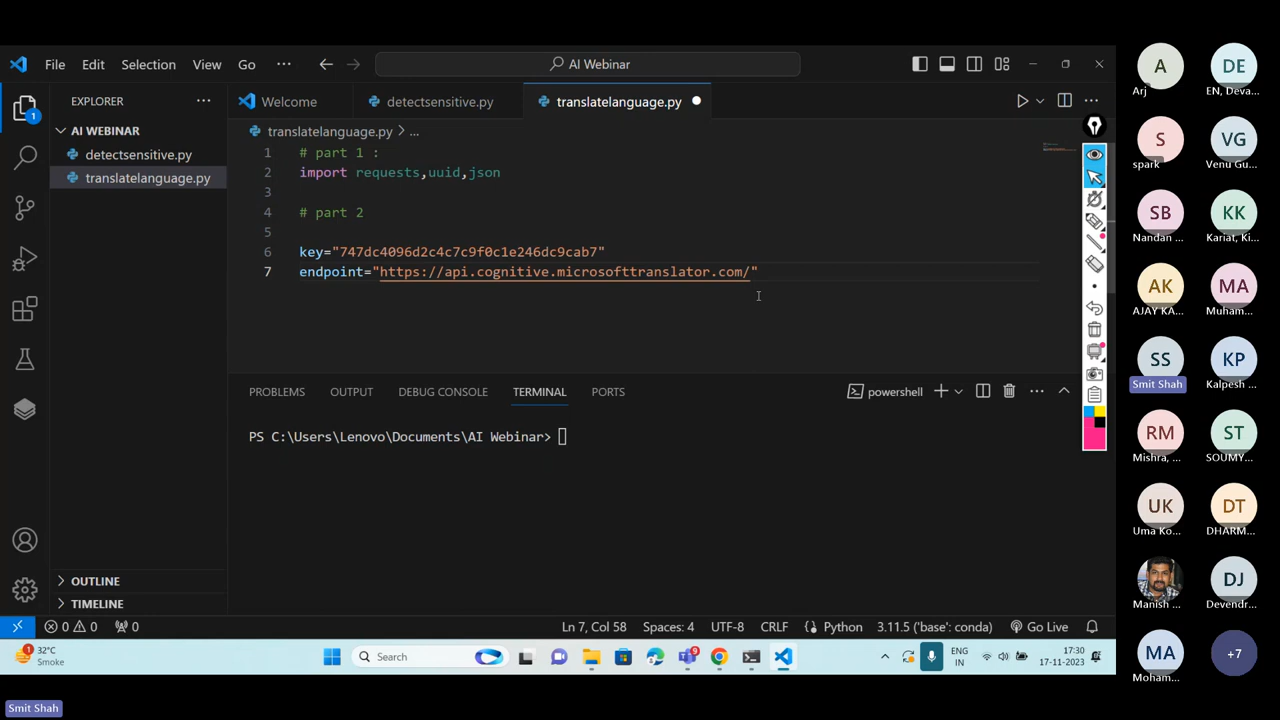 File Edit Selection View Go ··· AI Webinar
EXPLORER ···
Welcome detectsensitive.py translatelanguage.py
AI WEBINAR
detectsensitive.py
translatelanguage.py
1
translatelanguage.py > ...
1 # part 1 :
2 import requests,uuid,json
3
4 # part 2
5
6 key="747dc4096d2c4c7c9f0c1e246dc9cab7"
7 endpoint="https://api.cognitive.microsofttranslator.com/"
PROBLEMS OUTPUT DEBUG CONSOLE TERMINAL PORTS powershell
PS C:\Users\Lenovo\Documents\AI Webinar>
OUTLINE
TIMELINE
0 0 0 Ln 7, Col 58 Spaces: 4 UTF-8 CRLF Python 3.11.5 ('base': conda) Go Live
1 32°C
Smoke
Search
9
ENG
IN
17:30
17-11-2023
A DE
Arj EN, Deva...
S VG
spark Venu Gu...
SB KK
Nandan ... Kariat, Ki...
AK MA
AJAY KA... Muham...
SS KP
Smit Shah Kalpesh ...
RM ST
Mishra, ... SOUMY...
UK DT
Uma Ko... DHARM...
DJ
Manish ... Devendr...
MA +7
Moham...
Smit Shah